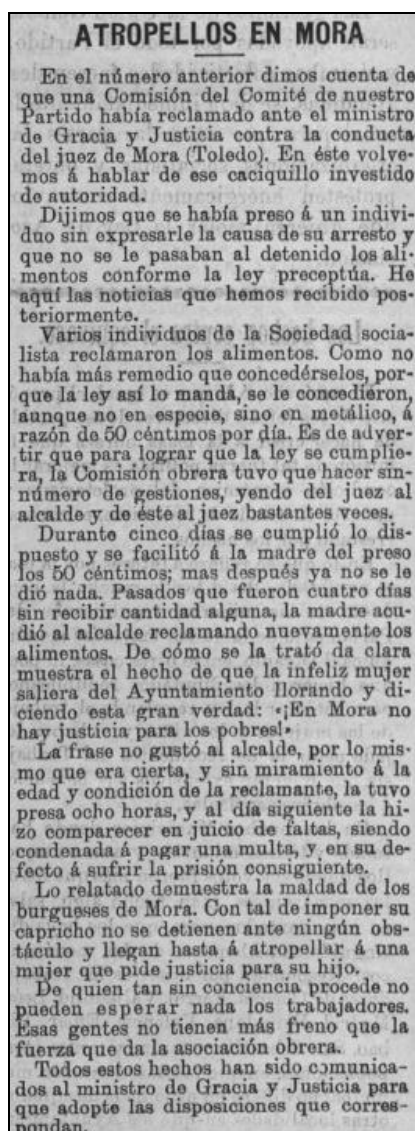 ATROPELLOS EN MORA
En el número anterior dimos cuenta de
que una Comisión del Comité de nuestro
Partido había reclamado ante el ministro
de Gracia y Justicia contra la conducta
del juez de Mora (Toledo). En éste volve-
mos á hablar de ese caciquillo investido
de autoridad.
Dijimos que se había preso á un indivi-
duo sin expresarle la causa de su arresto y
que no se le pasaban al detenido los ali-
mentos conforme la ley preceptúa. He
aquí las noticias que hemos recibido pos-
teriormente.
Varios individuos de la Sociedad socia-
lista reclamaron los alimentos. Como no
había más remedio que concedérselos, por-
que la ley así lo manda, se le concedieron,
aunque no en especie, sino en metálico, á
razón de 50 céntimos por día. Es de adver-
tir que para lograr que la ley se cumplie-
ra, la Comisión obrera tuvo que hacer sin-
número de gestiones, yendo del juez al
alcalde y de éste al juez bastantes veces.
Durante cinco días se cumplió lo dis-
puesto y se facilitó á la madre del preso
los 50 céntimos; mas después ya no se le
dió nada. Pasados que fueron cuatro días
sin recibir cantidad alguna, la madre acu-
dió al alcalde reclamando nuevamente los
alimentos. De cómo se la trató da clara
muestra el hecho de que la infeliz mujer
saliera del Ayuntamiento llorando y di-
ciendo esta gran verdad: «¡En Mora no
hay justicia para los pobres!»
La frase no gustó al alcalde, por lo mis-
mo que era cierta, y sin miramiento á la
edad y condición de la reclamante, la tuvo
presa ocho horas, y al día siguiente la hi-
zo comparecer en juicio de faltas, siendo
condenada á pagar una multa, y en su de-
fecto á sufrir la prisión consiguiente.
Lo relatado demuestra la maldad de los
burgueses de Mora. Con tal de imponer su
capricho no se detienen ante ningún obs-
táculo y llegan hasta á atropellar á una
mujer que pide justicia para su hijo.
De quien tan sin conciencia procede no
pueden esperar nada los trabajadores.
Esas gentes no tienen más freno que la
fuerza que da la asociación obrera.
Todos estos hechos han sido comunica-
dos al ministro de Gracia y Justicia para
que adopte las disposiciones que corres-
pondan.